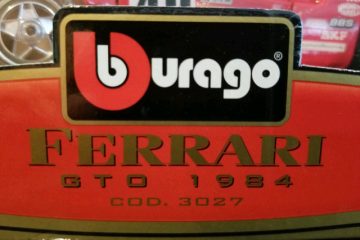 burago®
FERRARI
GTO 1984
COD. 3027